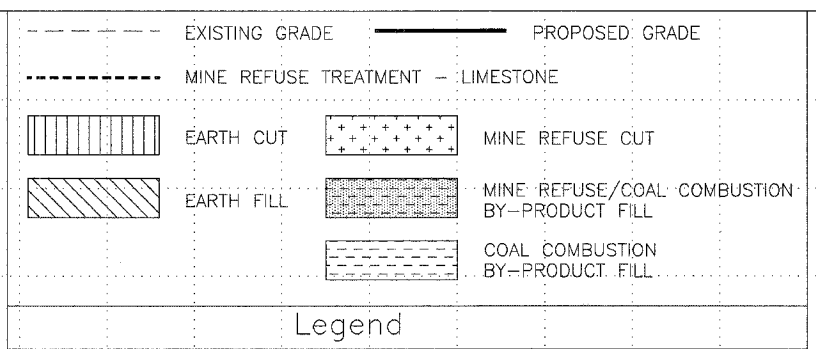 EXISTING GRADE
PROPOSED GRADE
MINE REFUSE TREATMENT - LIMESTONE
EARTH CUT
MINE REFUSE CUT
EARTH FILL
MINE REFUSE/COAL COMBUSTION
BY-PRODUCT FILL
COAL COMBUSTION
BY-PRODUCT FILL
Legend